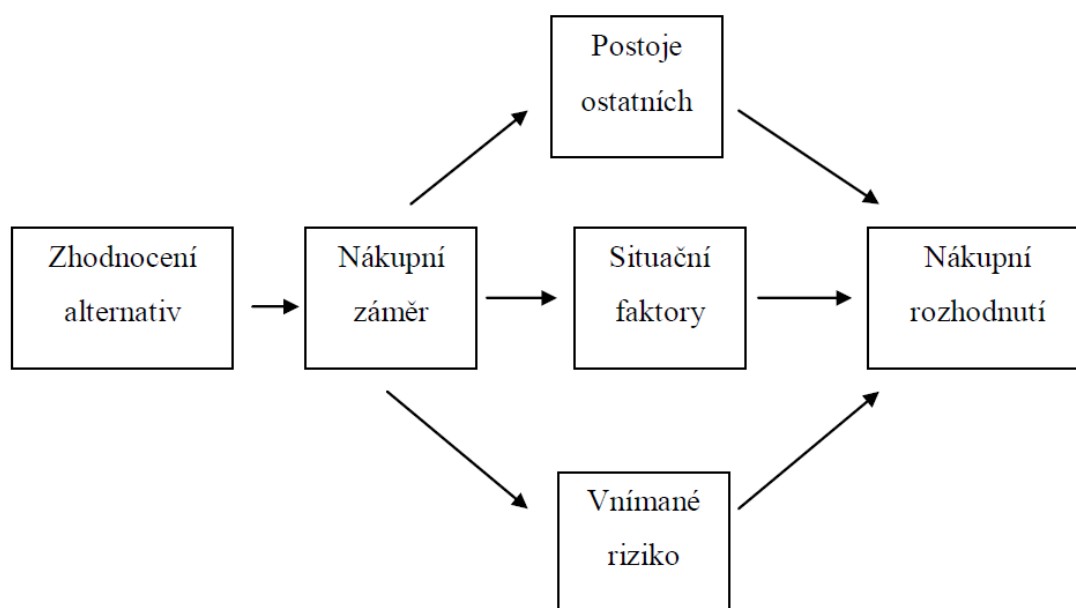 Postoje
ostatních
Zhodnocení
alternativ
Nákupní
záměr
Situační
faktory
Nákupní
rozhodnutí
Vnímané
riziko